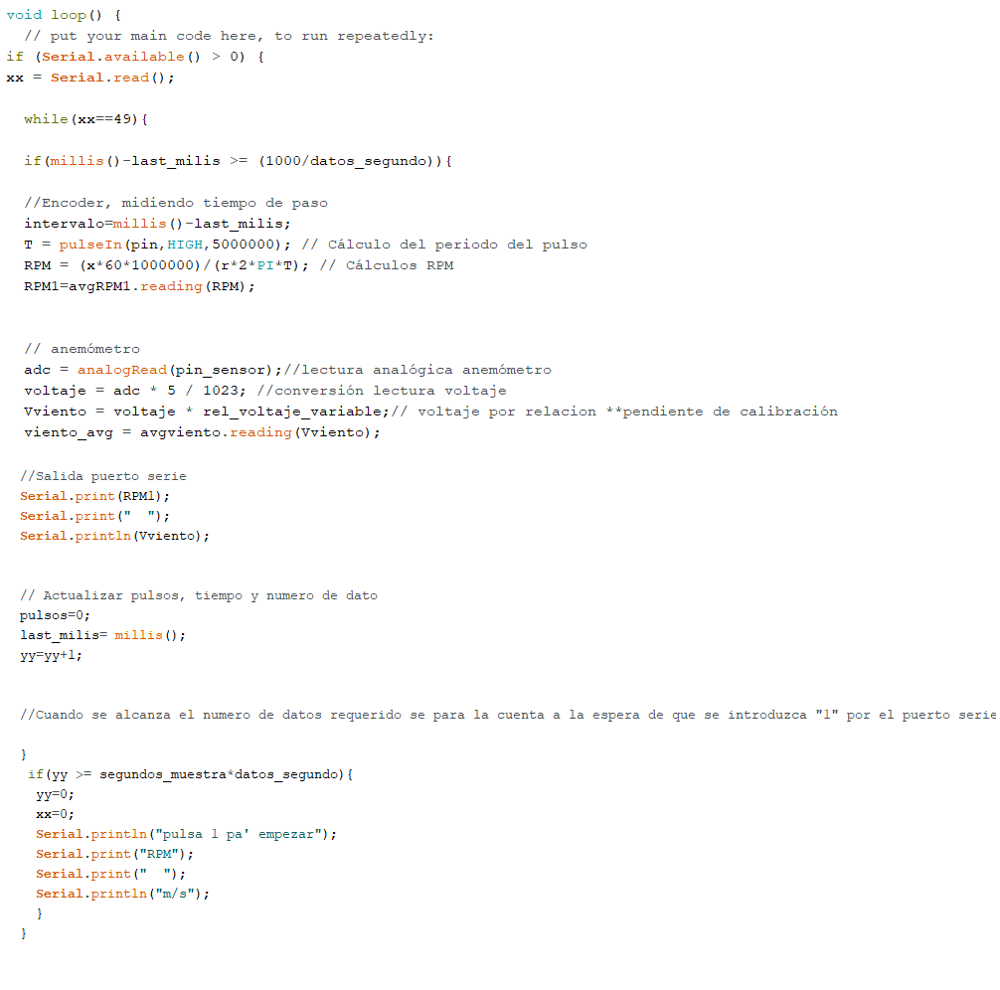 void loop() {
// put your main code here, to run repeatedly:
if (Serial.available() > 0) {
xx = Serial.read();
while(xx==49){
if(millis()-last_milis >= (1000/datos_segundo)){
//Encoder, midiendo tiempo de paso
intervalo=millis()-last_milis;
T = pulseIn(pin,HIGH,5000000); // Cálculo del periodo del pulso
RPM = (x*60*1000000)/(r*2*PI*T); // Cálculos RPM
RPM1=avgRPM1.reading(RPM);
// anemómetro
adc = analogRead(pin_sensor);//lectura analógica anemómetro
voltaje = adc * 5 / 1023; //conversión lectura voltaje
Vviento = voltaje * rel_voltaje_variable;// voltaje por relacion **pendiente de calibración
viento_avg = avgviento.reading(Vviento);
//Salida puerto serie
Serial.print(RPM1);
Serial.print("  ");
Serial.println(Vviento);
// Actualizar pulsos, tiempo y numero de dato
pulsos=0;
last_milis= millis();
yy=yy+1;
//Cuando se alcanza el numero de datos requerido se para la cuenta a la espera de que se introduzca "1" por el puerto serie
}
if(yy >= segundos_muestra*datos_segundo){
yy=0;
xx=0;
Serial.println("pulsa 1 pa' empezar");
Serial.print("RPM");
Serial.print("  ");
Serial.println("m/s");
}
}